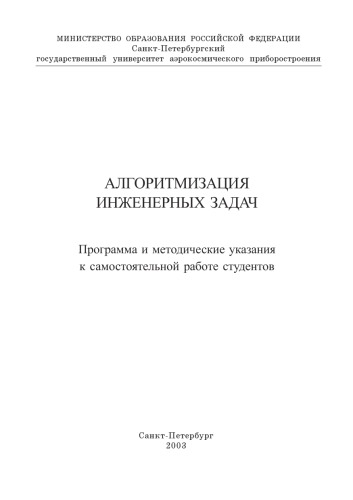 МИНИСТЕРСТВО ОБРАЗОВАНИЯ РОССИЙСКОЙ ФЕДЕРАЦИИ
Санкт-Петербургский
государственный университет аэрокосмического приборостроения
АЛГОРИТМИЗАЦИЯ
ИНЖЕНЕРНЫХ ЗАДАЧ
Программа и методические указания
к самостоятельной работе студентов
Санкт-Петербург
2003